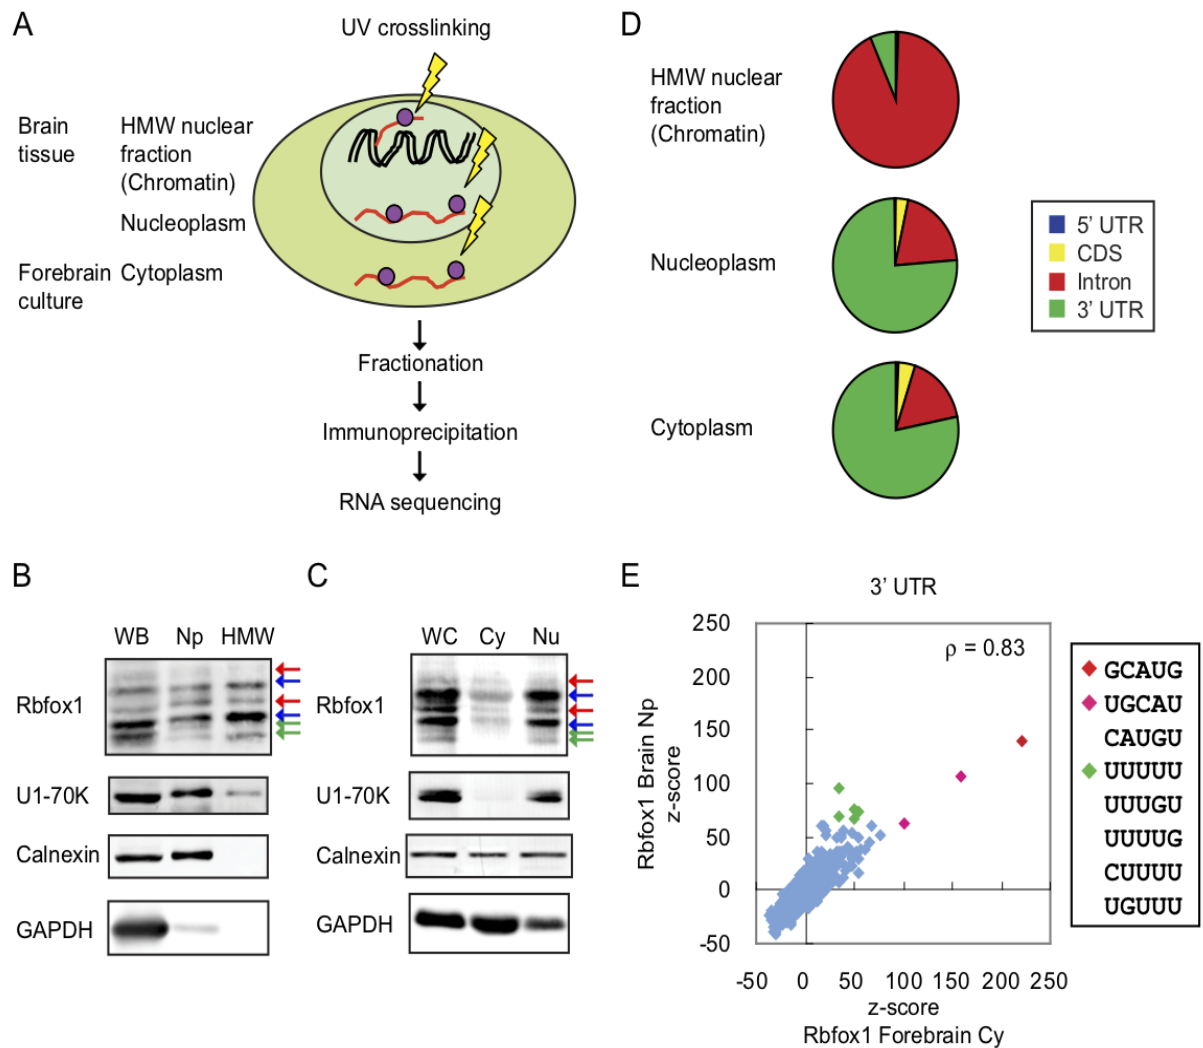 A
UV crosslinking
Brain tissue
HMW nuclear fraction (Chromatin)
Nucleoplasm
Forebrain culture
Cytoplasm
Fractionation
Immunoprecipitation
RNA sequencing
B
WB Np HMW
Rbfox1
U1-70K
Calnexin
GAPDH
C
WC Cy Nu
Rbfox1
U1-70K
Calnexin
GAPDH
D
HMW nuclear
fraction
(Chromatin)
Nucleoplasm
Cytoplasm
5’ UTR
CDS
Intron
3’ UTR
E
3’ UTR
ρ = 0.83
Rbfox1 Brain Np
z-score
250
200
150
100
50
0
-50
-50 0 50 100 150 200 250
z-score
Rbfox1 Forebrain Cy
GCAUG
UGCAU
CAUGU
UUUUU
UUUGU
UUUUG
CUUUU
UGUUU